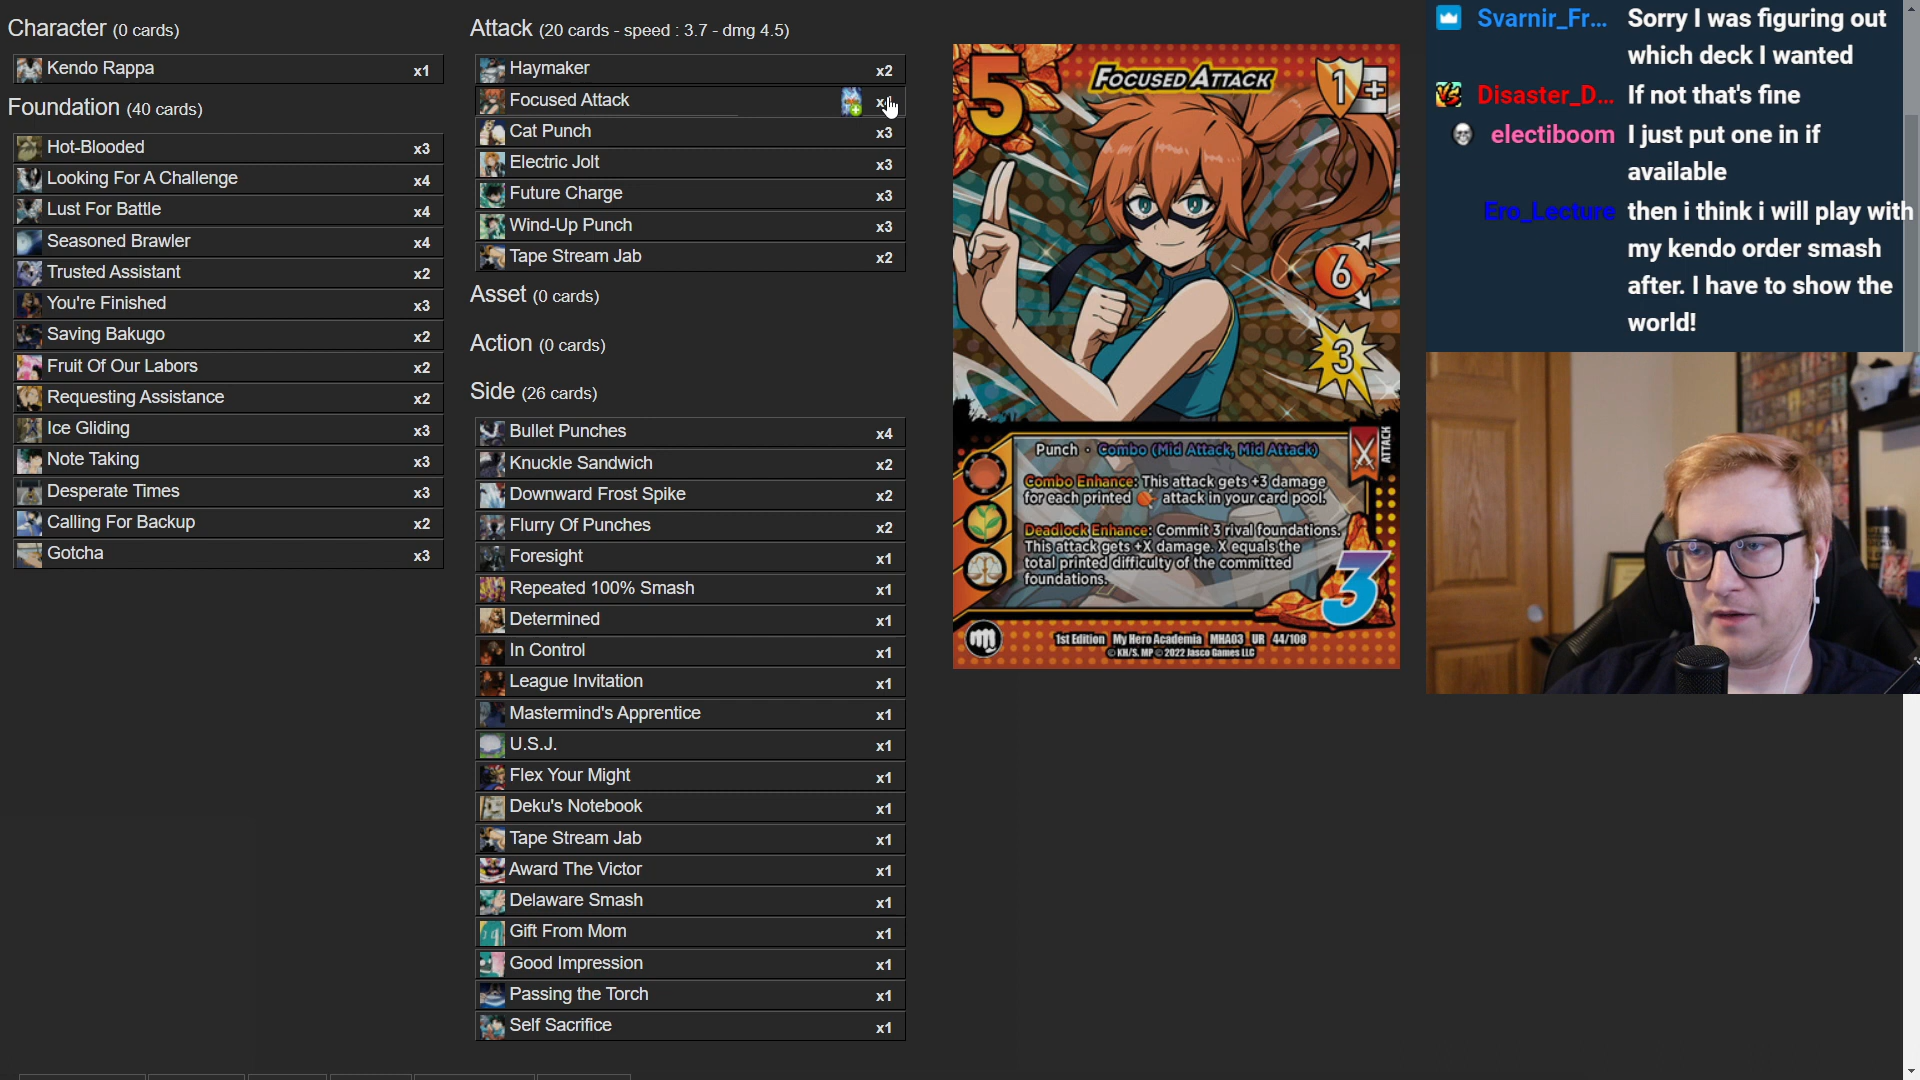 Character (0 cards)
Kendo Rappa x1
Foundation (40 cards)
Hot-Blooded x3
Looking For A Challenge x4
Lust For Battle x4
Seasoned Brawler x4
Trusted Assistant x2
You're Finished x3
Saving Bakugo x2
Fruit Of Our Labors x2
Requesting Assistance x2
Ice Gliding x3
Note Taking x3
Desperate Times x3
Calling For Backup x2
Gotcha x3
Attack (20 cards - speed : 3.7 - dmg 4.5)
Haymaker x2
Focused Attack
Cat Punch x3
Electric Jolt x3
Future Charge x3
Wind-Up Punch x3
Tape Stream Jab x2
Asset (0 cards)
Action (0 cards)
Side (26 cards)
Bullet Punches x4
Knuckle Sandwich x2
Downward Frost Spike x2
Flurry Of Punches x2
Foresight x1
Repeated 100% Smash x1
Determined x1
In Control x1
League Invitation x1
Mastermind's Apprentice x1
U.S.J. x1
Flex Your Might x1
Deku's Notebook x1
Tape Stream Jab x1
Award The Victor x1
Delaware Smash x1
Gift From Mom x1
Good Impression x1
Passing the Torch x1
Self Sacrifice x1
5
FOCUSED ATTACK
1+
6
3
ATTACK
Punch • Combo (Mid Attack, Mid Attack)
Combo Enhance: This attack gets +3 damage
for each printed attack in your card pool.
Deadlock Enhance: Commit 3 rival foundations.
This attack gets +X damage. X equals the
total printed difficulty of the committed
foundations.
3
1st Edition My Hero Academia MHA03 UR 44/108
© KH/S. MP © 2022 Jasco Games LLC
Svarnir_Fr... Sorry I was figuring out
which deck I wanted
Disaster_D... If not that's fine
electiboom I just put one in if
available
Ero_Lecture then i think i will play with
my kendo order smash
after. I have to show the
world!